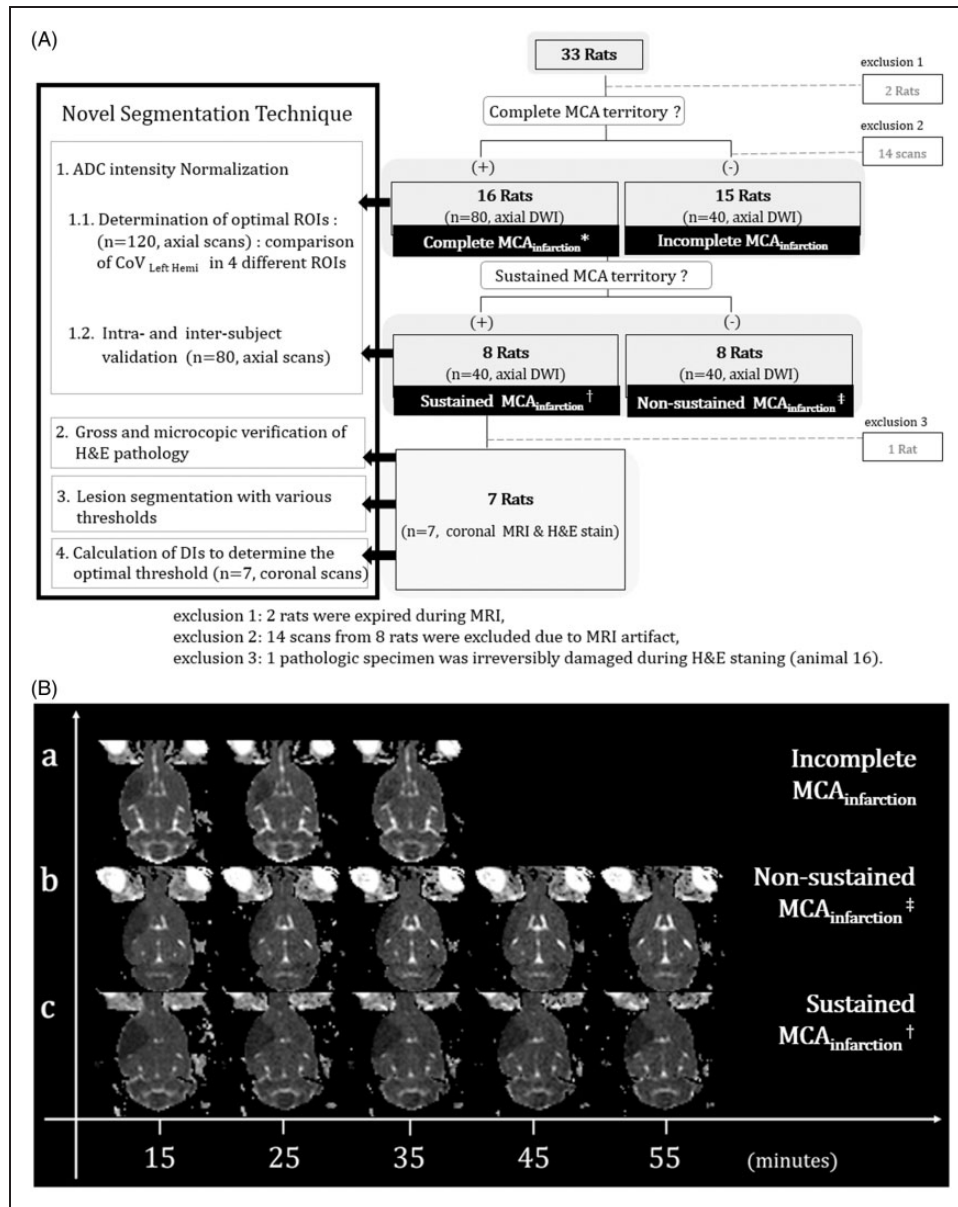 (A)
33 Rats
exclusion 1
2 Rats
Complete MCA territory ?
exclusion 2
14 scans
(+)
(-)
16 Rats
(n=80, axial DWI)
Complete MCAinfarction*
15 Rats
(n=40, axial DWI)
Incomplete MCAinfarction
Sustained MCA territory ?
(+)
(-)
8 Rats
(n=40, axial DWI)
Sustained MCAinfarction†
8 Rats
(n=40, axial DWI)
Non-sustained MCAinfarction‡
exclusion 3
1 Rat
7 Rats
(n=7, coronal MRI & H&E stain)
Novel Segmentation Technique
1. ADC intensity Normalization
1.1. Determination of optimal ROIs :
(n=120, axial scans) : comparison
of CoV Left Hemi in 4 different ROIs
1.2. Intra- and inter-subject
validation (n=80, axial scans)
2. Gross and microcopic verification of
H&E pathology
3. Lesion segmentation with various
thresholds
4. Calculation of DIs to determine the
optimal threshold (n=7, coronal scans)
exclusion 1: 2 rats were expired during MRI,
exclusion 2: 14 scans from 8 rats were excluded due to MRI artifact,
exclusion 3: 1 pathologic specimen was irreversibly damaged during H&E staning (animal 16).
(B)
a
Incomplete
MCAinfarction
b
Non-sustained
MCAinfarction‡
c
Sustained
MCAinfarction†
15 25 35 45 55 (minutes)